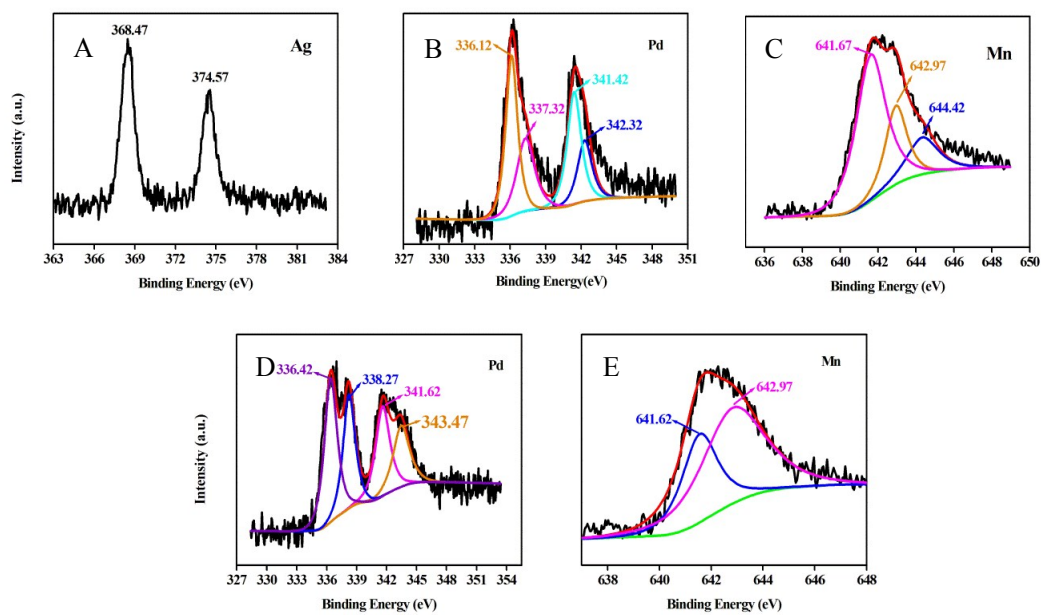 A
368.47
Ag
374.57
Intensity (a.u.)
363 366 369 372 375 378 381 384
Binding Energy (eV)
B
Pd
336.12
341.42
337.32
342.32
327 330 333 336 339 342 345 348 351
Binding Energy(eV)
C
Mn
641.67
642.97
644.42
636 638 640 642 644 646 648 650
Binding Energy (eV)
D
Pd
336.42
338.27
341.62
343.47
Intensity (a.u.)
327 330 333 336 339 342 345 348 351 354
Binding Energy (eV)
E
Mn
642.97
641.62
638 640 642 644 646 648
Binding Energy (eV)